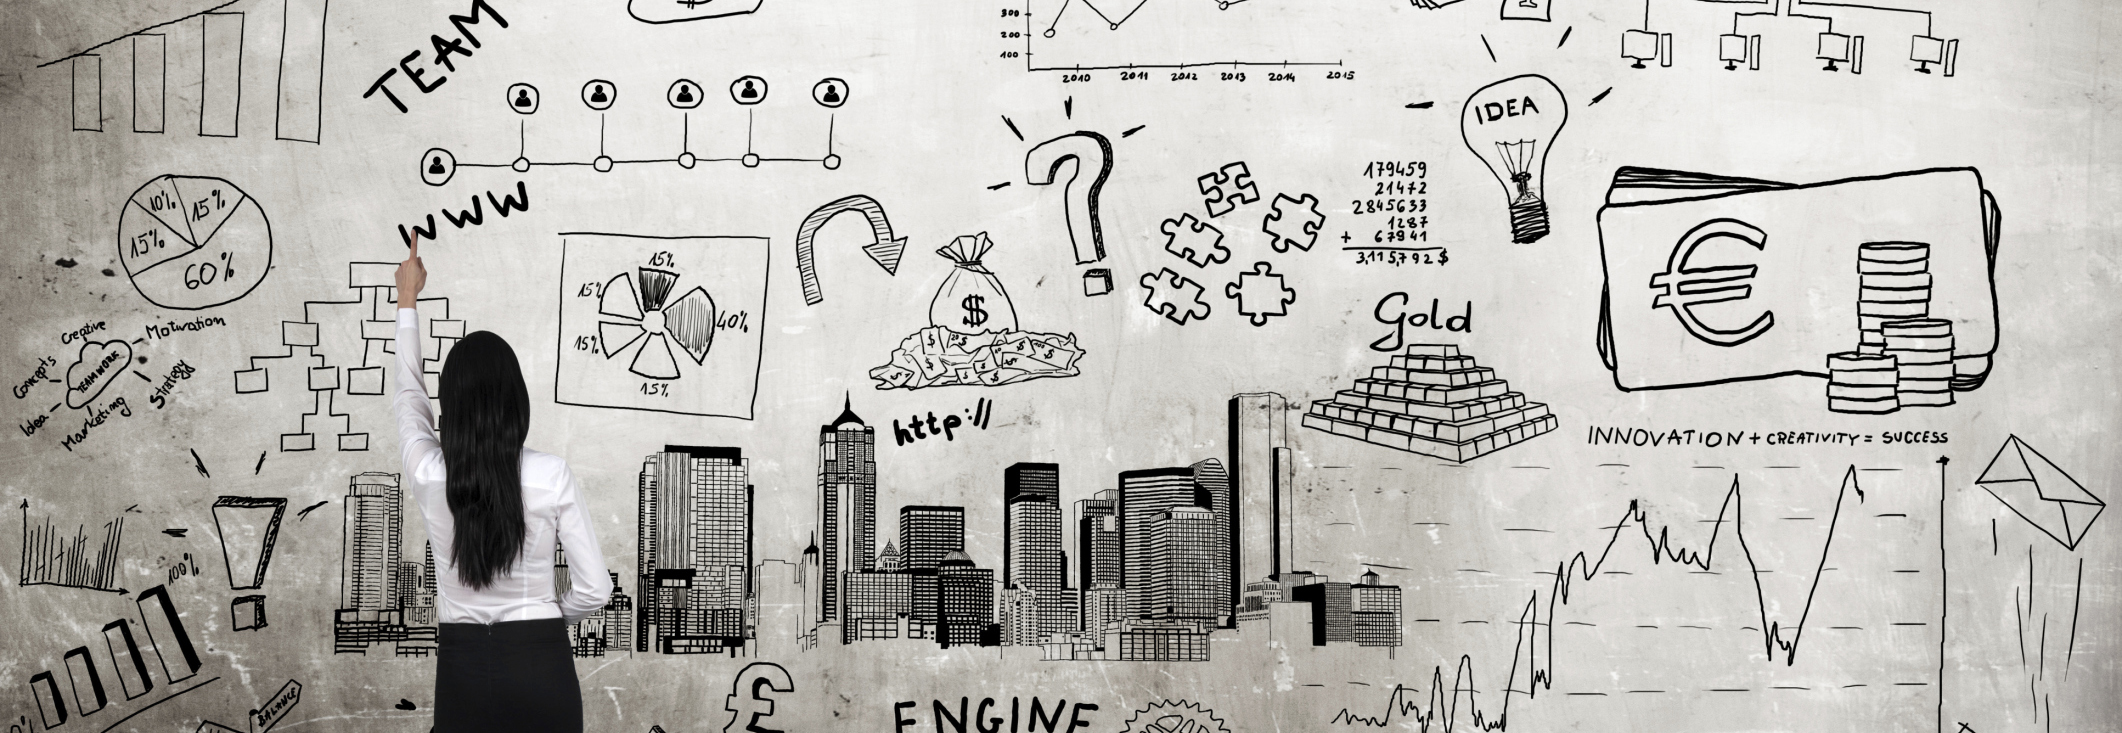 TEAM
300
200
100
2010 2011 2012 2013 2014 2015
IDEA
WWW
10%
15%
15%
60%
179459
21472
2845633
1287
+ 67941
3,115,792 $
15%
15%
40%
15%
15%
$
Gold
€
Creative
Motivation
Concepts
TEAMWORK
Strategy
Idea
Marketing
http://
INNOVATION + CREATIVITY = SUCCESS
100%
BALANCE
£
ENGINE